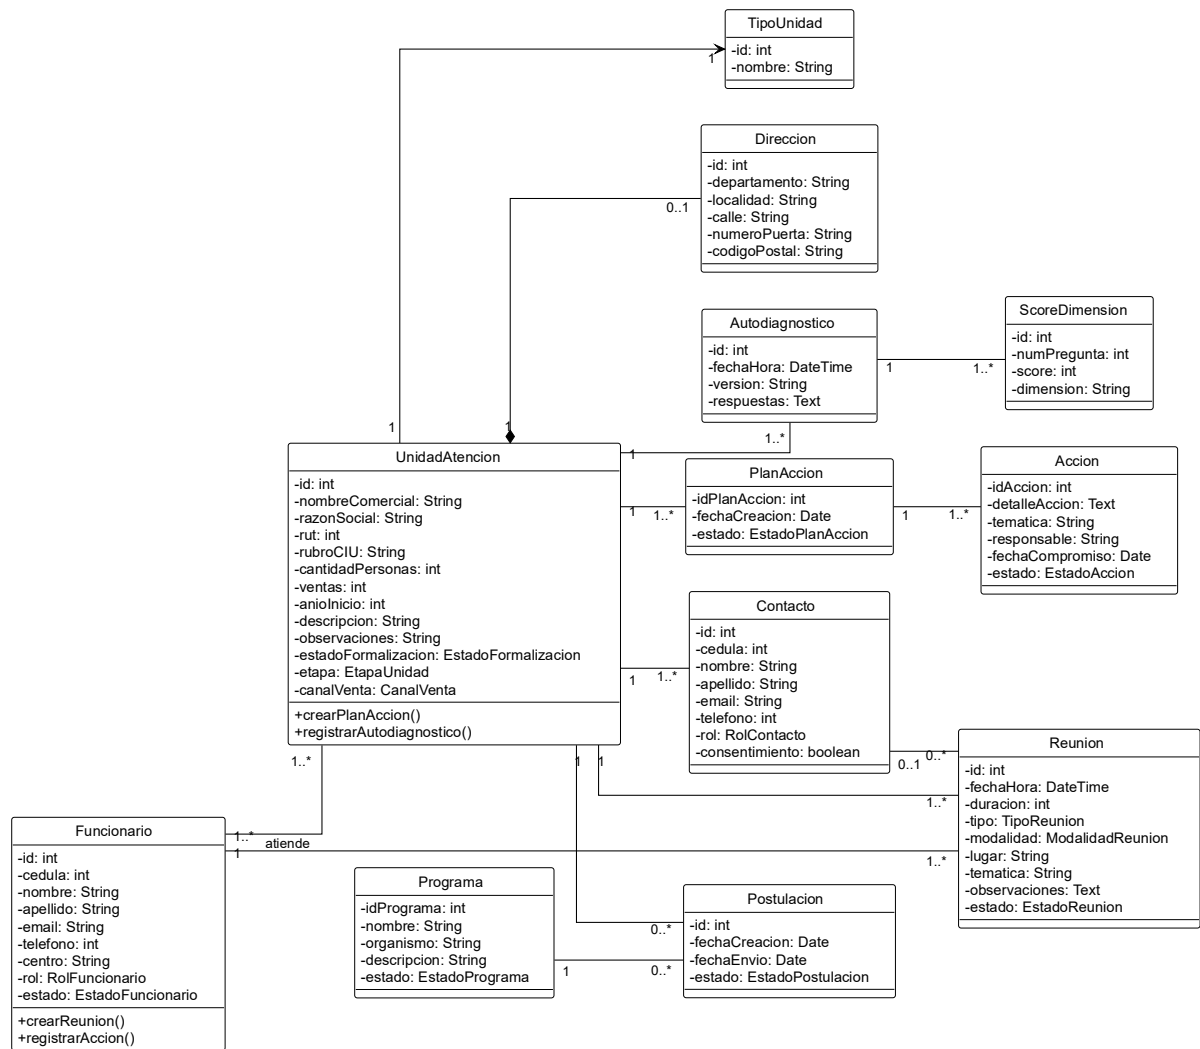 TipoUnidad
-id: int
-nombre: String
1
Direccion
-id: int
-departamento: String
-localidad: String
-calle: String
-numeroPuerta: String
-codigoPostal: String
0..1
ScoreDimension
-id: int
-numPregunta: int
-score: int
-dimension: String
Autodiagnostico
-id: int
-fechaHora: DateTime
-version: String
-respuestas: Text
1
1..*
1..*
1
1
1
UnidadAtencion
-id: int
-nombreComercial: String
-razonSocial: String
-rut: int
-rubroCIU: String
-cantidadPersonas: int
-ventas: int
-anioInicio: int
-descripcion: String
-observaciones: String
-estadoFormalizacion: EstadoFormalizacion
-etapa: EtapaUnidad
-canalVenta: CanalVenta
+crearPlanAccion()
+registrarAutodiagnostico()
PlanAccion
-idPlanAccion: int
-fechaCreacion: Date
-estado: EstadoPlanAccion
1
1..*
1
1..*
Accion
-idAccion: int
-detalleAccion: Text
-tematica: String
-responsable: String
-fechaCompromiso: Date
-estado: EstadoAccion
Contacto
-id: int
-cedula: int
-nombre: String
-apellido: String
-email: String
-telefono: int
-rol: RolContacto
-consentimiento: boolean
1
1..*
0..1
0..*
Reunion
-id: int
-fechaHora: DateTime
-duracion: int
-tipo: TipoReunion
-modalidad: ModalidadReunion
-lugar: String
-tematica: String
-observaciones: Text
-estado: EstadoReunion
1..*
1
1
1..*
Funcionario
-id: int
-cedula: int
-nombre: String
-apellido: String
-email: String
-telefono: int
-centro: String
-rol: RolFuncionario
-estado: EstadoFuncionario
+crearReunion()
+registrarAccion()
1..*
atiende
1
1..*
Programa
-idPrograma: int
-nombre: String
-organismo: String
-descripcion: String
-estado: EstadoPrograma
1
0..*
0..*
Postulacion
-id: int
-fechaCreacion: Date
-fechaEnvio: Date
-estado: EstadoPostulacion